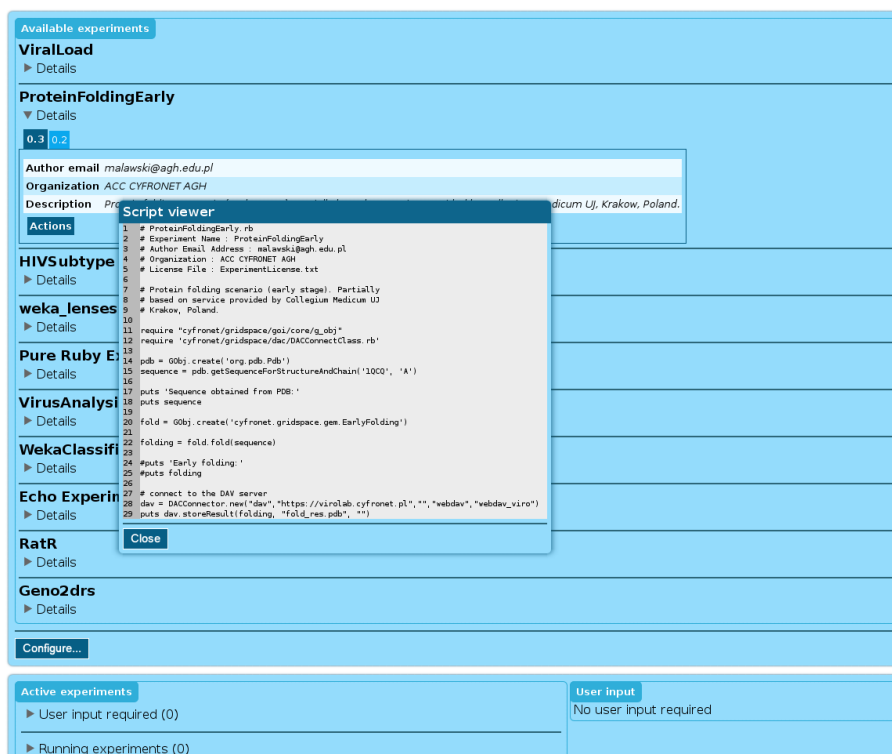 Available experiments
ViralLoad
Details
ProteinFoldingEarly
Details
0.3 0.2
Author email malawski@agh.edu.pl
Organization ACC CYFRONET AGH
Description
dicum UJ, Krakow, Poland.
Actions
HIVSubtype
Details
weka_lenses
Details
Pure Ruby E
Details
VirusAnalysi
Details
WekaClassifi
Details
Echo Experim
Details
RatR
Details
Geno2drs
Details
Configure...
Script viewer
1 # ProteinFoldingEarly.rb
2 # Experiment Name : ProteinFoldingEarly
3 # Author Email Address : malavski@agh.edu.pl
4 # Organization : ACC CYFRONET AGH
5 # License File : ExperimentLicense.txt
6
7 # Protein folding scenario (early stage). Partially
8 # based on service provided by Collegium Medicum UJ
9 # Krakow, Poland.
10
11 require "cyfronet/gridspace/goi/core/g_obj"
12 require 'cyfronet/gridspace/dac/DACConnectClass.rb'
13
14 pdb = GObj.create('org.pdb.Pdb')
15 sequence = pdb.getSequenceForStructureAndChain('1QCQ', 'A')
16
17 puts 'Sequence obtained from PDB:'
18 puts sequence
19
20 fold = GObj.create('cyfronet.gridspace.gem.EarlyFolding')
21
22 folding = fold.fold(sequence)
23
24 #puts 'Early folding:'
25 #puts folding
26
27 # connect to the DAV server
28 dav = DACConnector.new("dav","https://virolab.cyfronet.pl","","webdav","webdav_viro")
29 puts dav.storeResult(folding, "fold_res.pdb", "")
Close
Active experiments
User input required (0)
Running experiments (0)
User input
No user input required